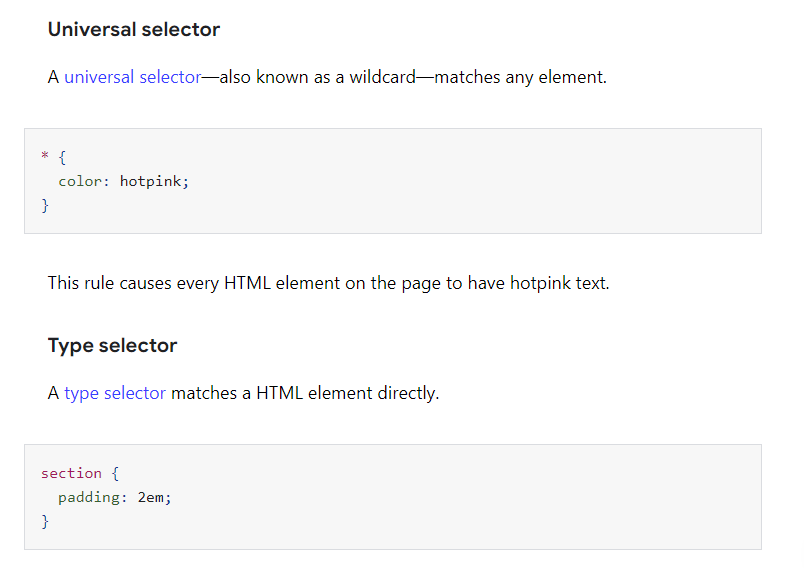 Universal selector
A universal selector—also known as a wildcard—matches any element.
* {
  color: hotpink;
}
This rule causes every HTML element on the page to have hotpink text.
Type selector
A type selector matches a HTML element directly.
section {
  padding: 2em;
}